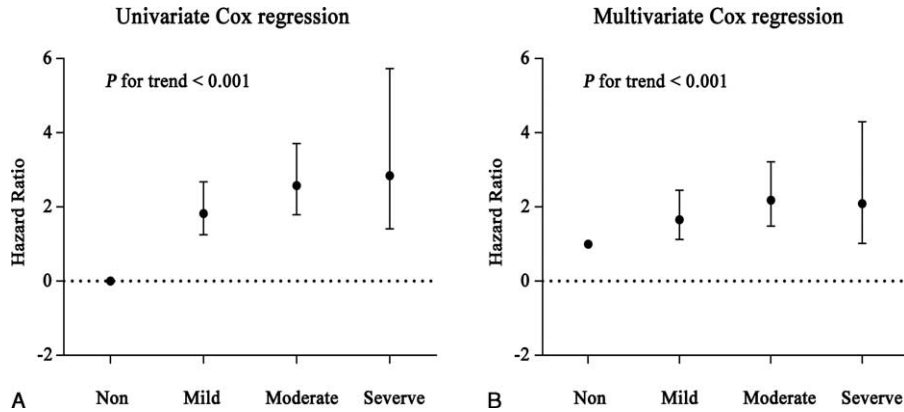 Univariate Cox regression
P for trend < 0.001
Hazard Ratio
6
4
2
0
-2
Non Mild Moderate Severve
A
Multivariate Cox regression
P for trend < 0.001
Hazard Ratio
6
4
2
0
-2
Non Mild Moderate Severve
B